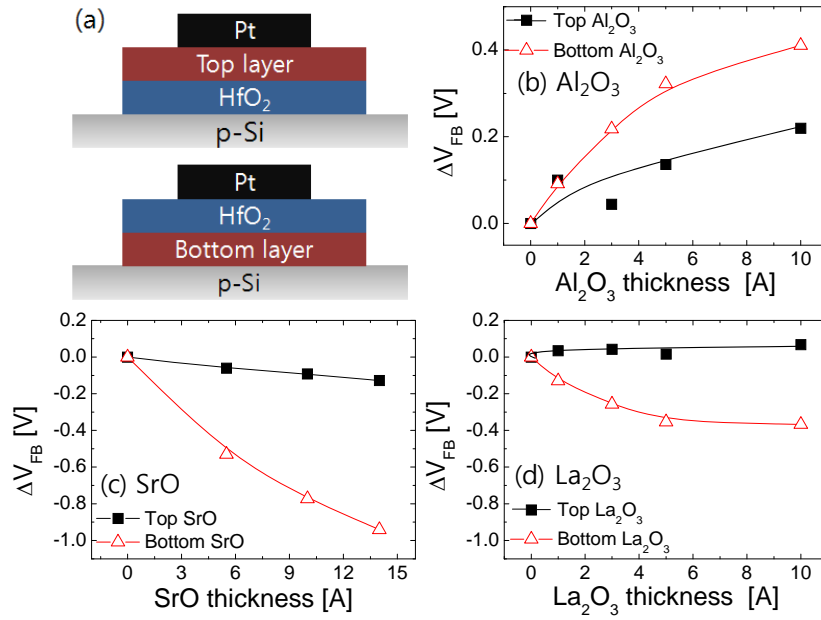 (a)
Pt
Top layer
HfO₂
p-Si
Pt
HfO₂
Bottom layer
p-Si
Top Al₂O₃
Bottom Al₂O₃
(b) Al₂O₃
ΔV_FB [V]
0.4
0.2
0.0
0 2 4 6 8 10
Al₂O₃ thickness [A]
0.2
0.0
-0.2
-0.4
-0.6
-0.8
-1.0
ΔV_FB [V]
(c) SrO
Top SrO
Bottom SrO
0 3 6 9 12 15
SrO thickness [A]
0.2
0.0
-0.2
-0.4
-0.6
-0.8
-1.0
ΔV_FB [V]
(d) La₂O₃
Top La₂O₃
Bottom La₂O₃
0 2 4 6 8 10
La₂O₃ thickness [A]